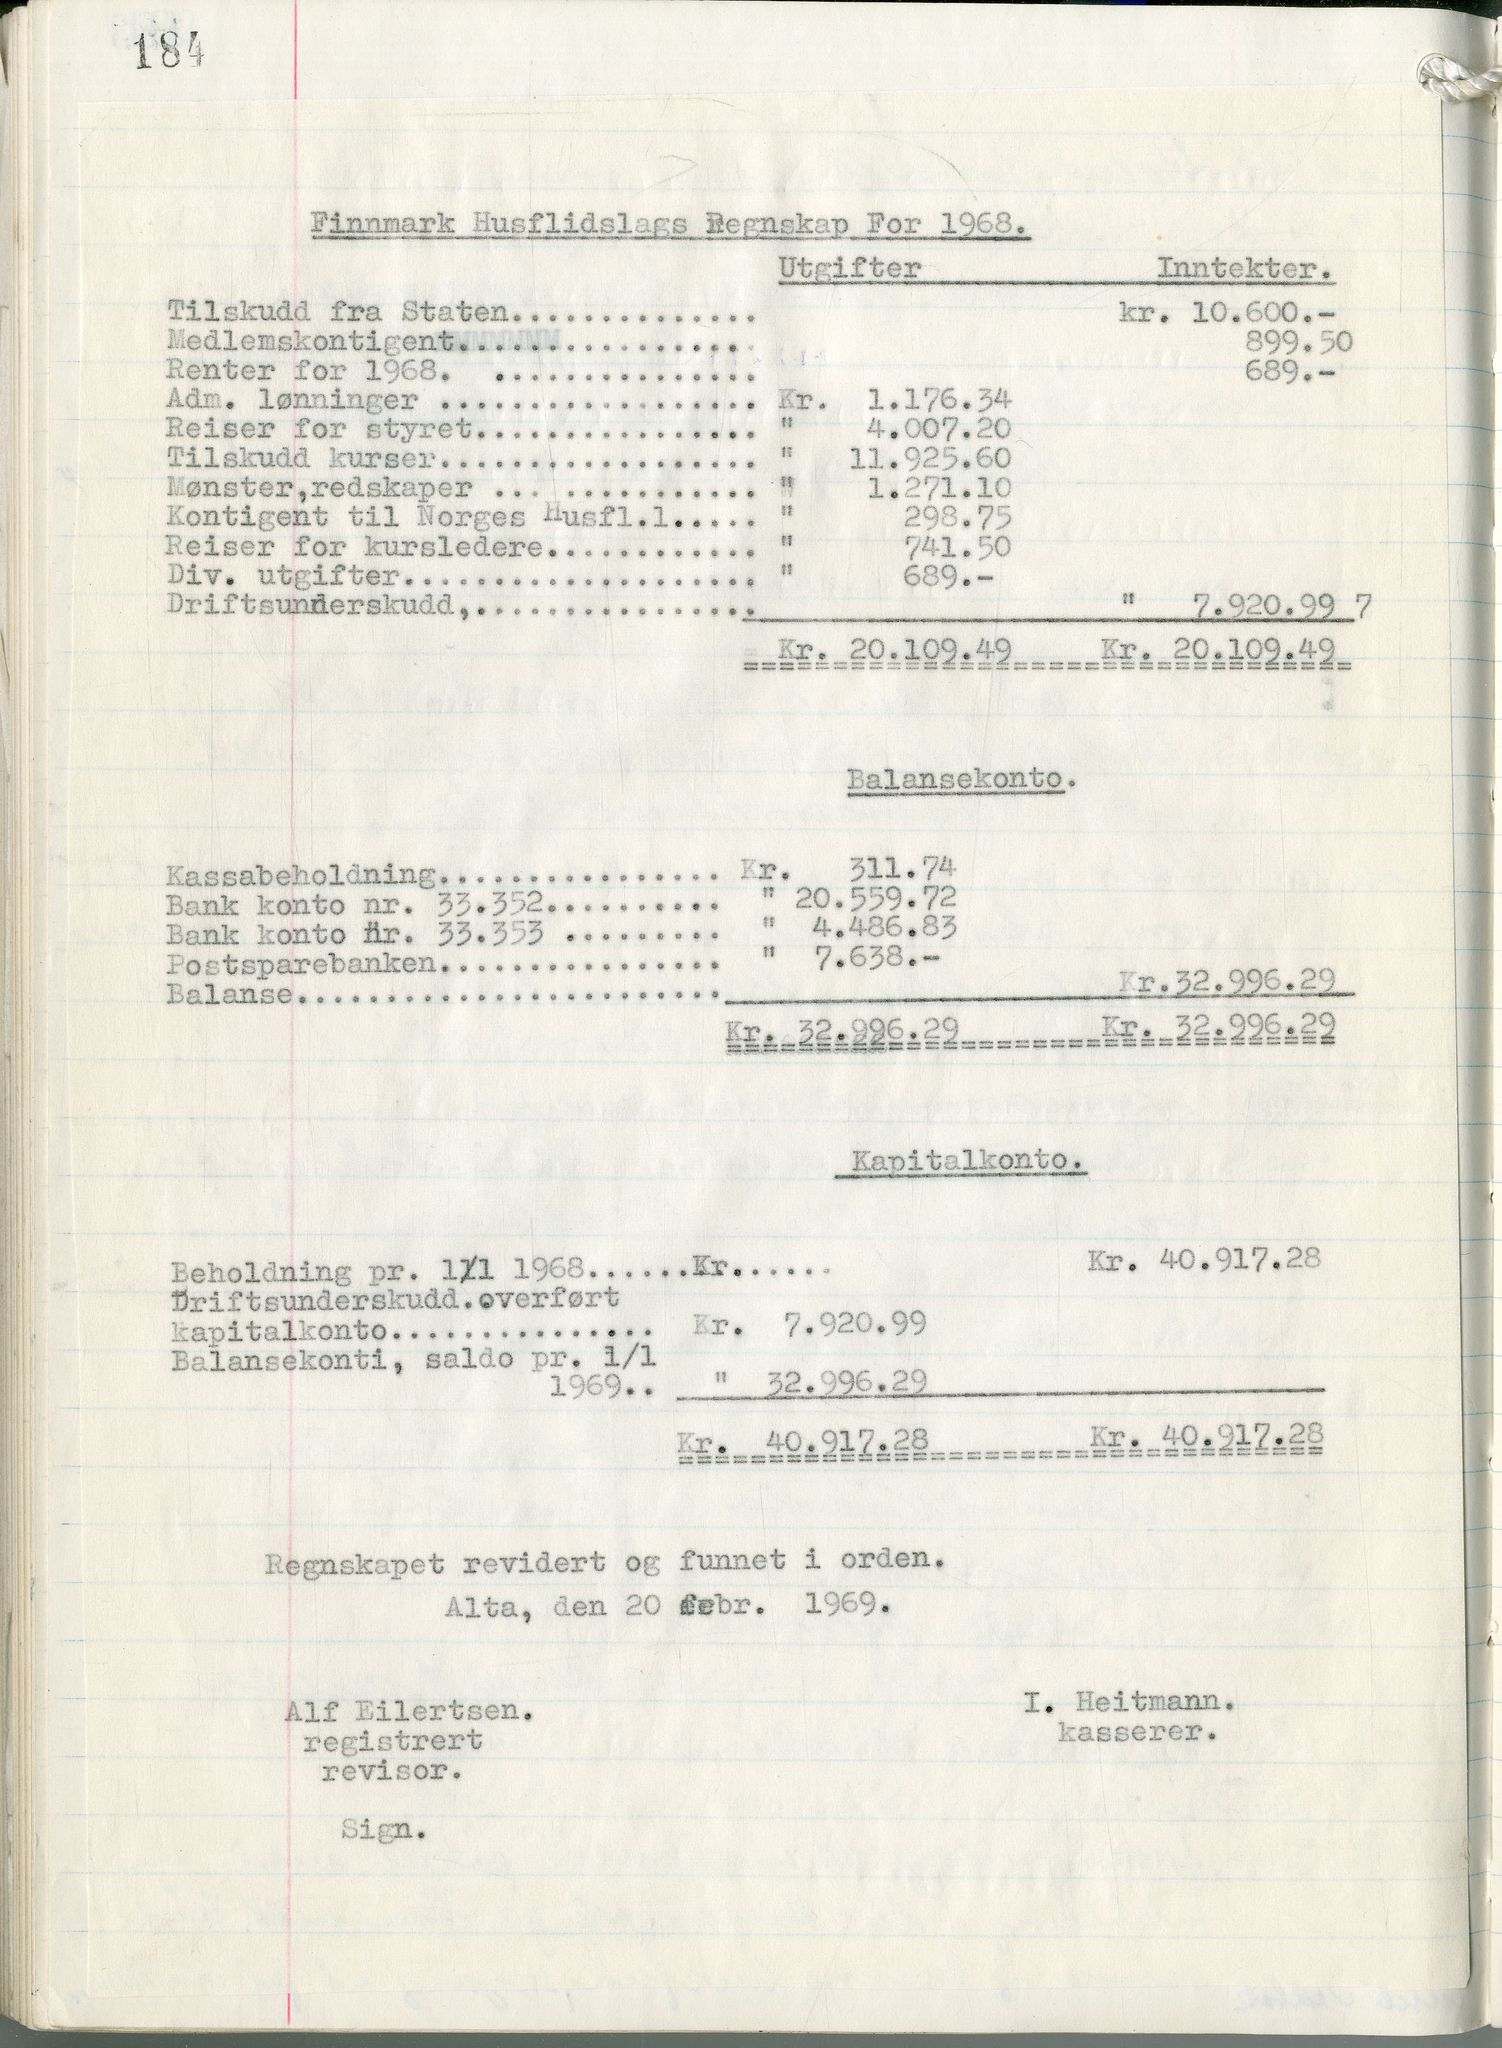 184
Finnmark Husflidslags Regnskap For 1968.
Utgifter Inntekter.
Tilskudd fra Staten.............. kr. 10.600.-
Medlemskontigent................. 899.50
Renter for 1968. ............... 689.-
Adm. lønninger .................. Kr. 1.176.34
Reiser for styret................ " 4.007.20
Tilskudd kurser.................. " 11.925.60
Mønster,redskaper ... ........... " 1.271.10
Kontigent til Norges Husfl.l..... " 298.75
Reiser for kursledere............ " 741.50
Div. utgifter.................... " 689.-
Driftsunderskudd,................ " 7.920.99 7
Kr. 20.109.49 Kr. 20.109.49
Balansekonto.
Kassabeholdning................ Kr. 311.74
Bank konto nr. 33.352.......... " 20.559.72
Bank konto nr. 33.353 ......... " 4.486.83
Postsparebanken................ " 7.638.-
Balanse........................ Kr.32.996.29
Kr. 32.996.29 Kr. 32.996.29
Kapitalkonto.
Beholdning pr. 1/1 1968......Kr...... Kr. 40.917.28
Driftsunderskudd.overført
kapitalkonto............... Kr. 7.920.99
Balansekonti, saldo pr. 1/1
1969.. " 32.996.29
Kr. 40.917.28 Kr. 40.917.28
Regnskapet revidert og funnet i orden.
Alta, den 20 febr. 1969.
Alf Eilertsen. I. Heitmann.
registrert kasserer.
revisor.
Sign.